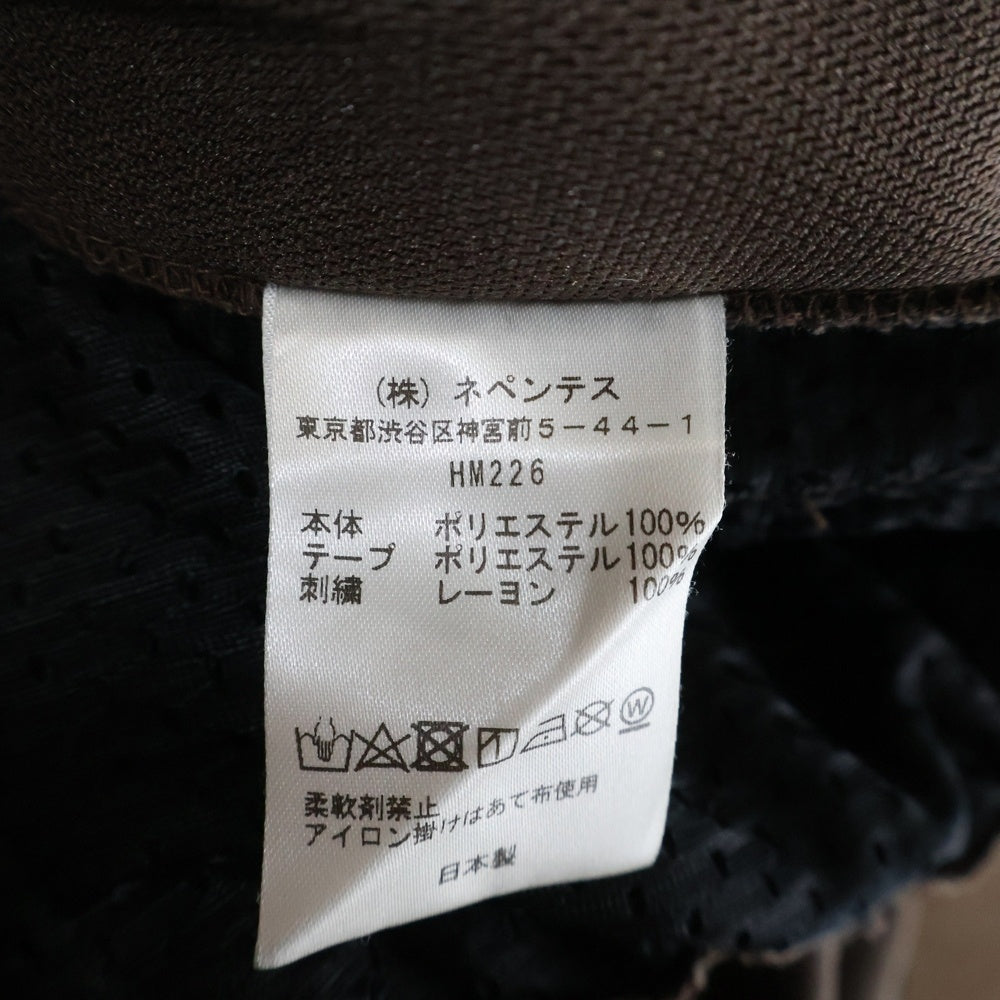 （株）ネペンテス
東京都渋谷区神宮前５－４４－１
HM226
本体 ポリエステル100%
テープ ポリエステル100%
刺繍 レーヨン 100%
W
柔軟剤禁止
アイロン掛けはあて布使用
日本製